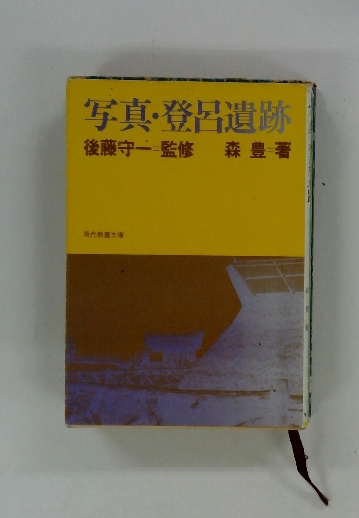 写真・登呂遺跡
後藤守一=監修 森豊=著
現代教養文庫